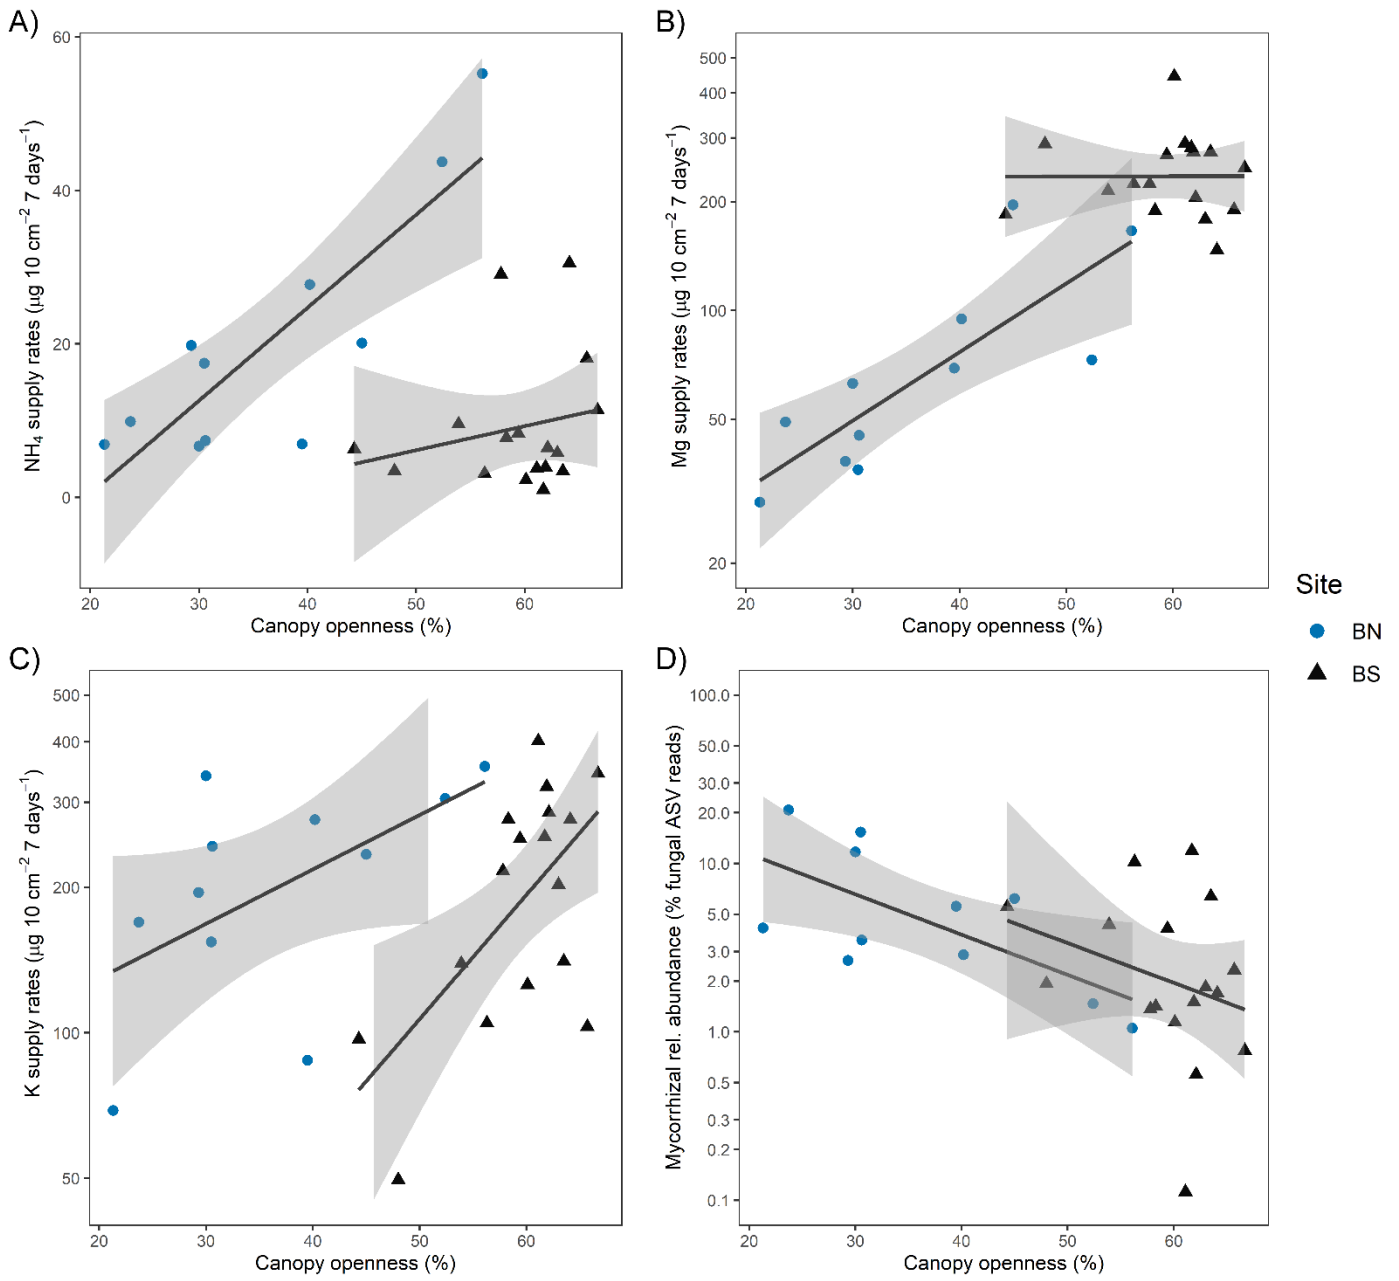 A)
60
40
20
0
NH₄ supply rates (μg 10 cm⁻² 7 days⁻¹)
20 30 40 50 60
Canopy openness (%)
B)
500
400
300
200
100
50
20
Mg supply rates (μg 10 cm⁻² 7 days⁻¹)
20 30 40 50 60
Canopy openness (%)
Site
BN
BS
C)
500
400
300
200
100
50
K supply rates (μg 10 cm⁻² 7 days⁻¹)
20 30 40 50 60
Canopy openness (%)
D)
100.0
50.0
30.0
20.0
10.0
5.0
3.0
2.0
1.0
0.5
0.3
0.2
0.1
Mycorrhizal rel. abundance (% fungal ASV reads)
20 30 40 50 60
Canopy openness (%)